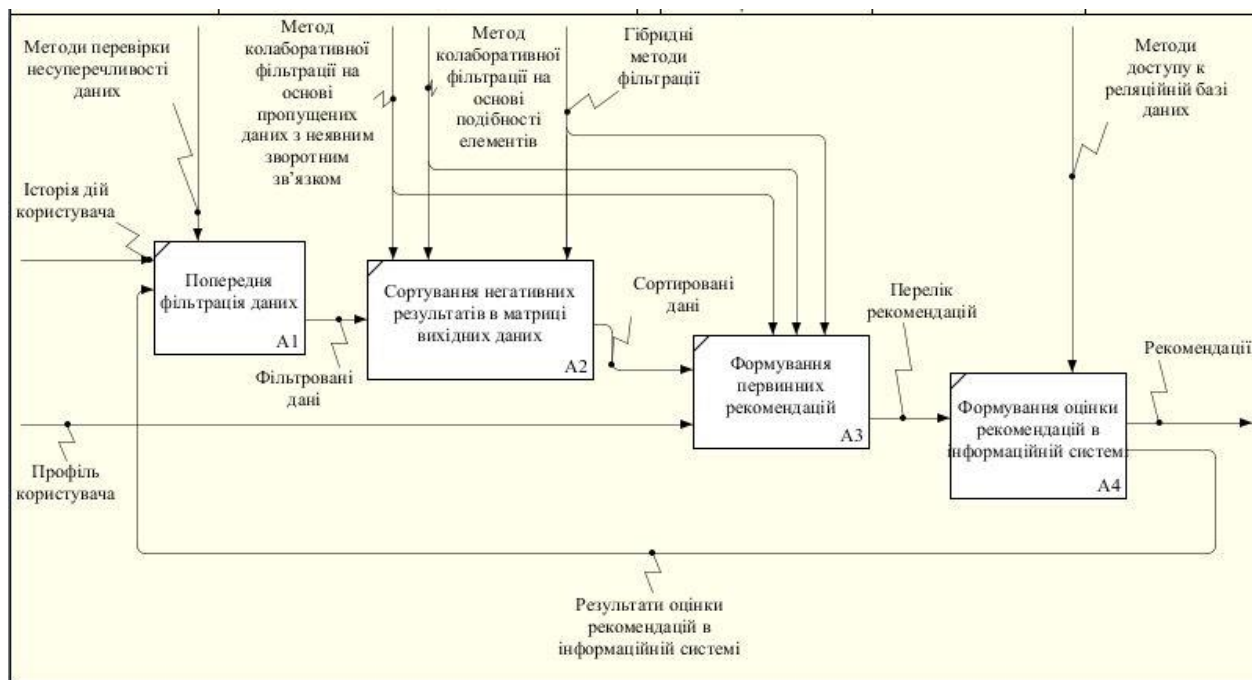 Методи перевірки
несуперечливості
даних
Метод
колаборативної
фільтрації на
основі
пропущених
даних з неявним
зворотним
зв’язком
Метод
колаборативної
фільтрації на
основі
подібності
елементів
Гібридні
методи
фільтрації
Методи
доступу к
реляційній базі
даних
Історія дій
користувача
Попередня
фільтрація даних
A1
Фільтровані
дані
Сортування негативних
результатів в матриці
вихідних даних
A2
Сортировані
дані
Формування
первинних
рекомендацій
A3
Перелік
рекомендацій
Формування оцінки
рекомендацій в
інформаційній системі
A4
Рекомендації
Профіль
користувача
Результати оцінки
рекомендацій в
інформаційній системі